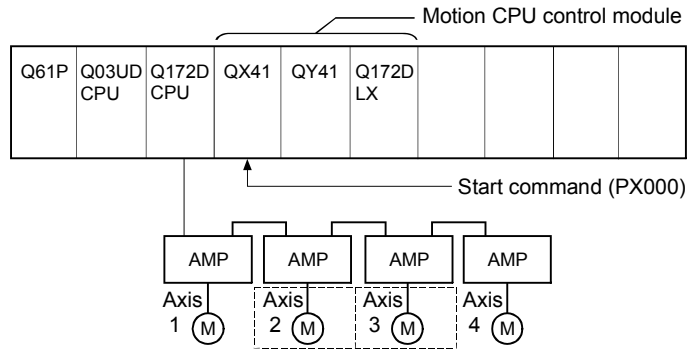 Motion CPU control module
Q61P
Q03UD
CPU
Q172D
CPU
QX41
QY41
Q172D
LX
Start command (PX000)
AMP
AMP
AMP
AMP
Axis
1
M
Axis
2
M
Axis
3
M
Axis
4
M